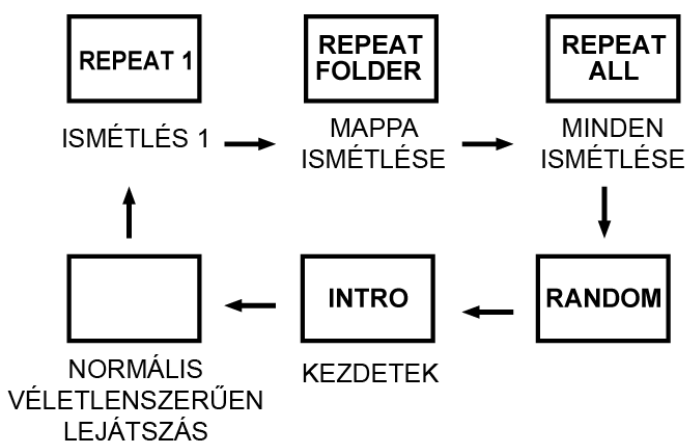 REPEAT 1
REPEAT
FOLDER
REPEAT
ALL
ISMÉTLÉS 1
MAPPA
ISMÉTLÉSE
MINDEN
ISMÉTLÉSE
INTRO
RANDOM
NORMÁLIS
VÉLETLENSZERŰEN
LEJÁTSZÁS
KEZDETEK